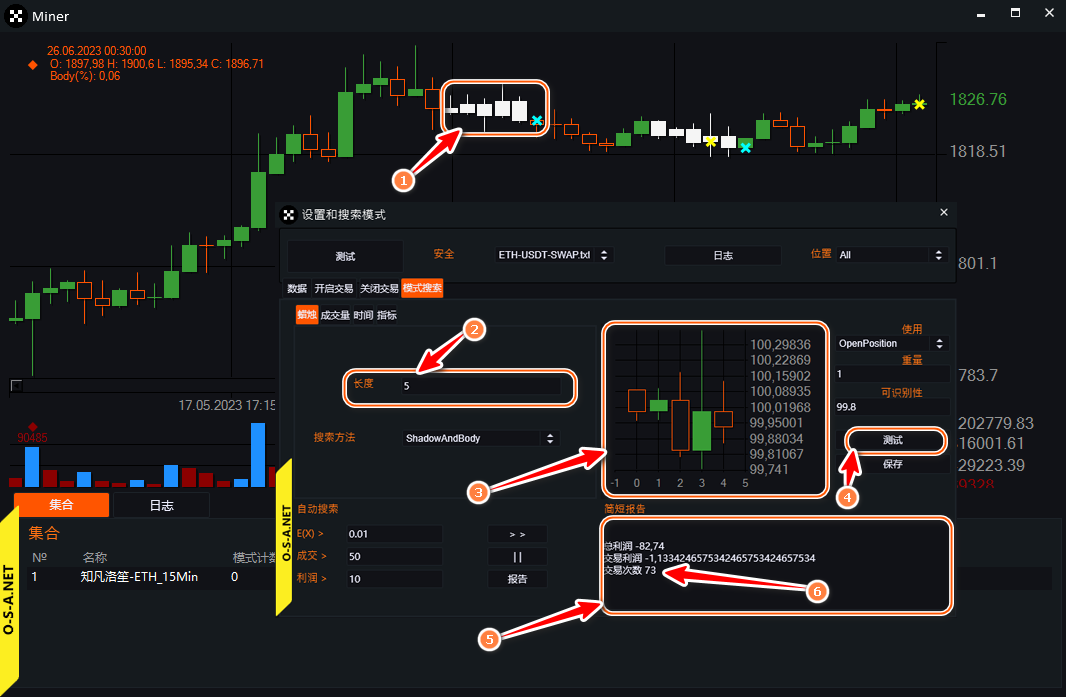 Miner
26.06.2023 00:30:00
O: 1897,98 H: 1900,6 L: 1895,34 C: 1896,71
Body(%): 0,06
1826.76
1818.51
1
设置和搜索模式
测试
安全
ETH-USDT-SWAP.txt
日志
位置
All
801.1
数据
开启交易
关闭交易
模式搜索
蜡烛
成交量
时间
指标
2
长度
5
搜索方法
ShadowAndBody
3
100,29836
100,22869
100,15902
100,08935
100,01968
99,95001
99,88034
99,81067
99,741
-1 0 1 2 3 4 5
使用
OpenPosition
重量
1
可识别性
99.8
测试
保存
4
783.7
17.05.2023 17:15
90485
202779.83
16001.61
29223.39
9328
自动搜索
E(X) >
0.01
> >
成交 >
50
| |
利润 >
10
报告
简短报告
总利润 -82,74
交易利润 -1,1334246575342465753424657534
交易次数 73
5
6
集合
日志
集合
№
名称
模式计数
1
知凡洛笙-ETH_15Min
0
O-S-A.NET
O-S-A.NET